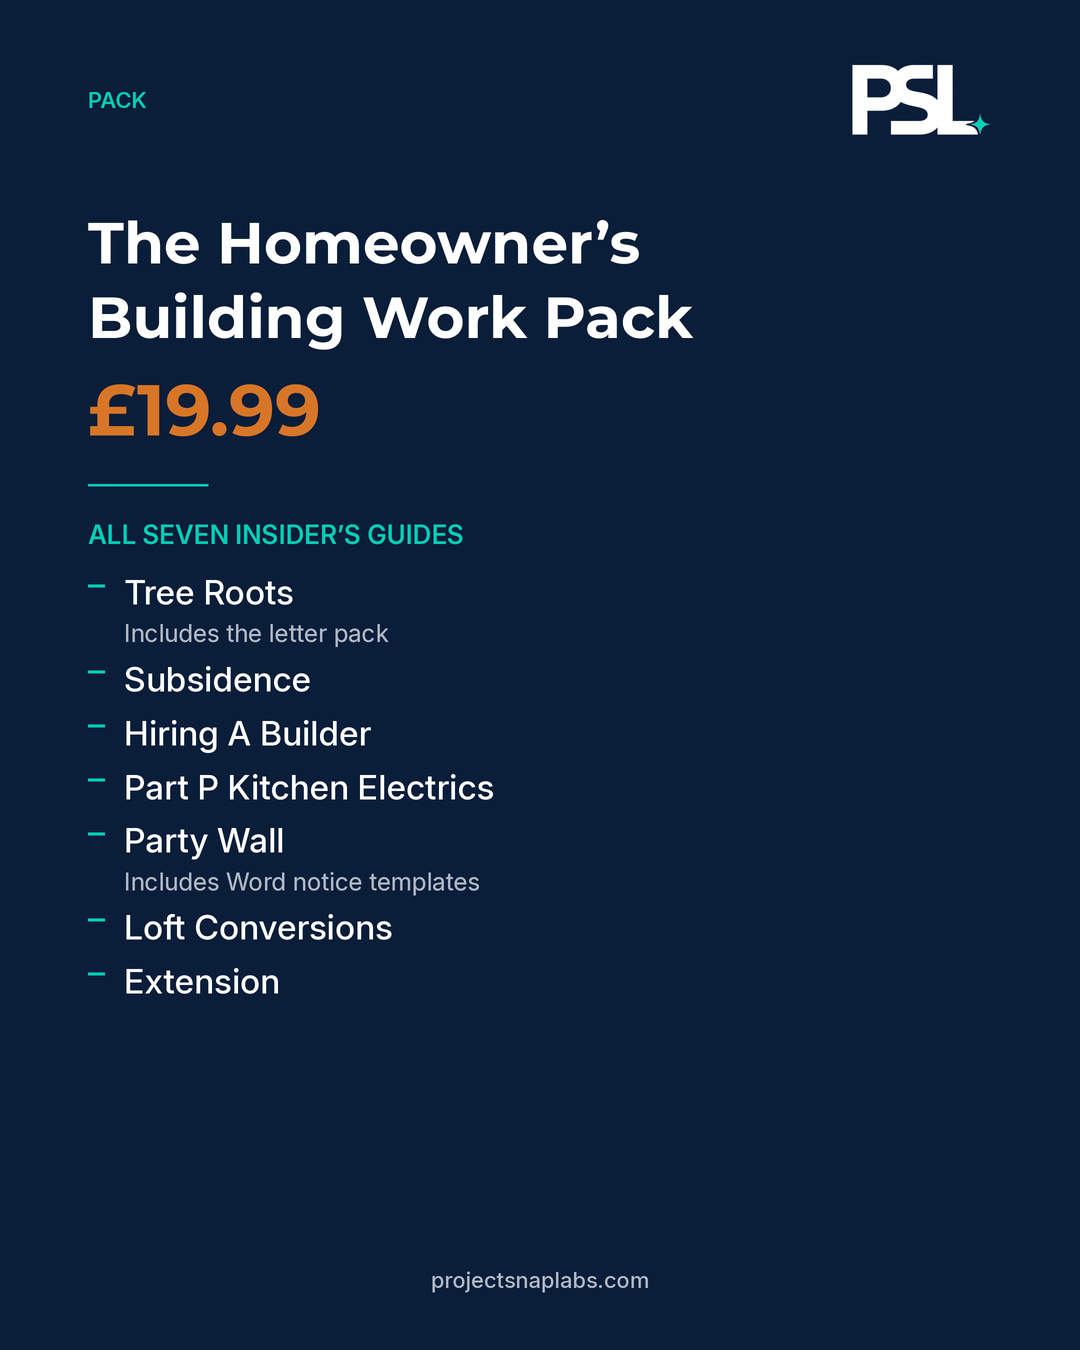 PACK
PSL
The Homeowner’s
Building Work Pack
£19.99
ALL SEVEN INSIDER’S GUIDES
– Tree Roots
Includes the letter pack
– Subsidence
– Hiring A Builder
– Part P Kitchen Electrics
– Party Wall
Includes Word notice templates
– Loft Conversions
– Extension
projectsnaplabs.com